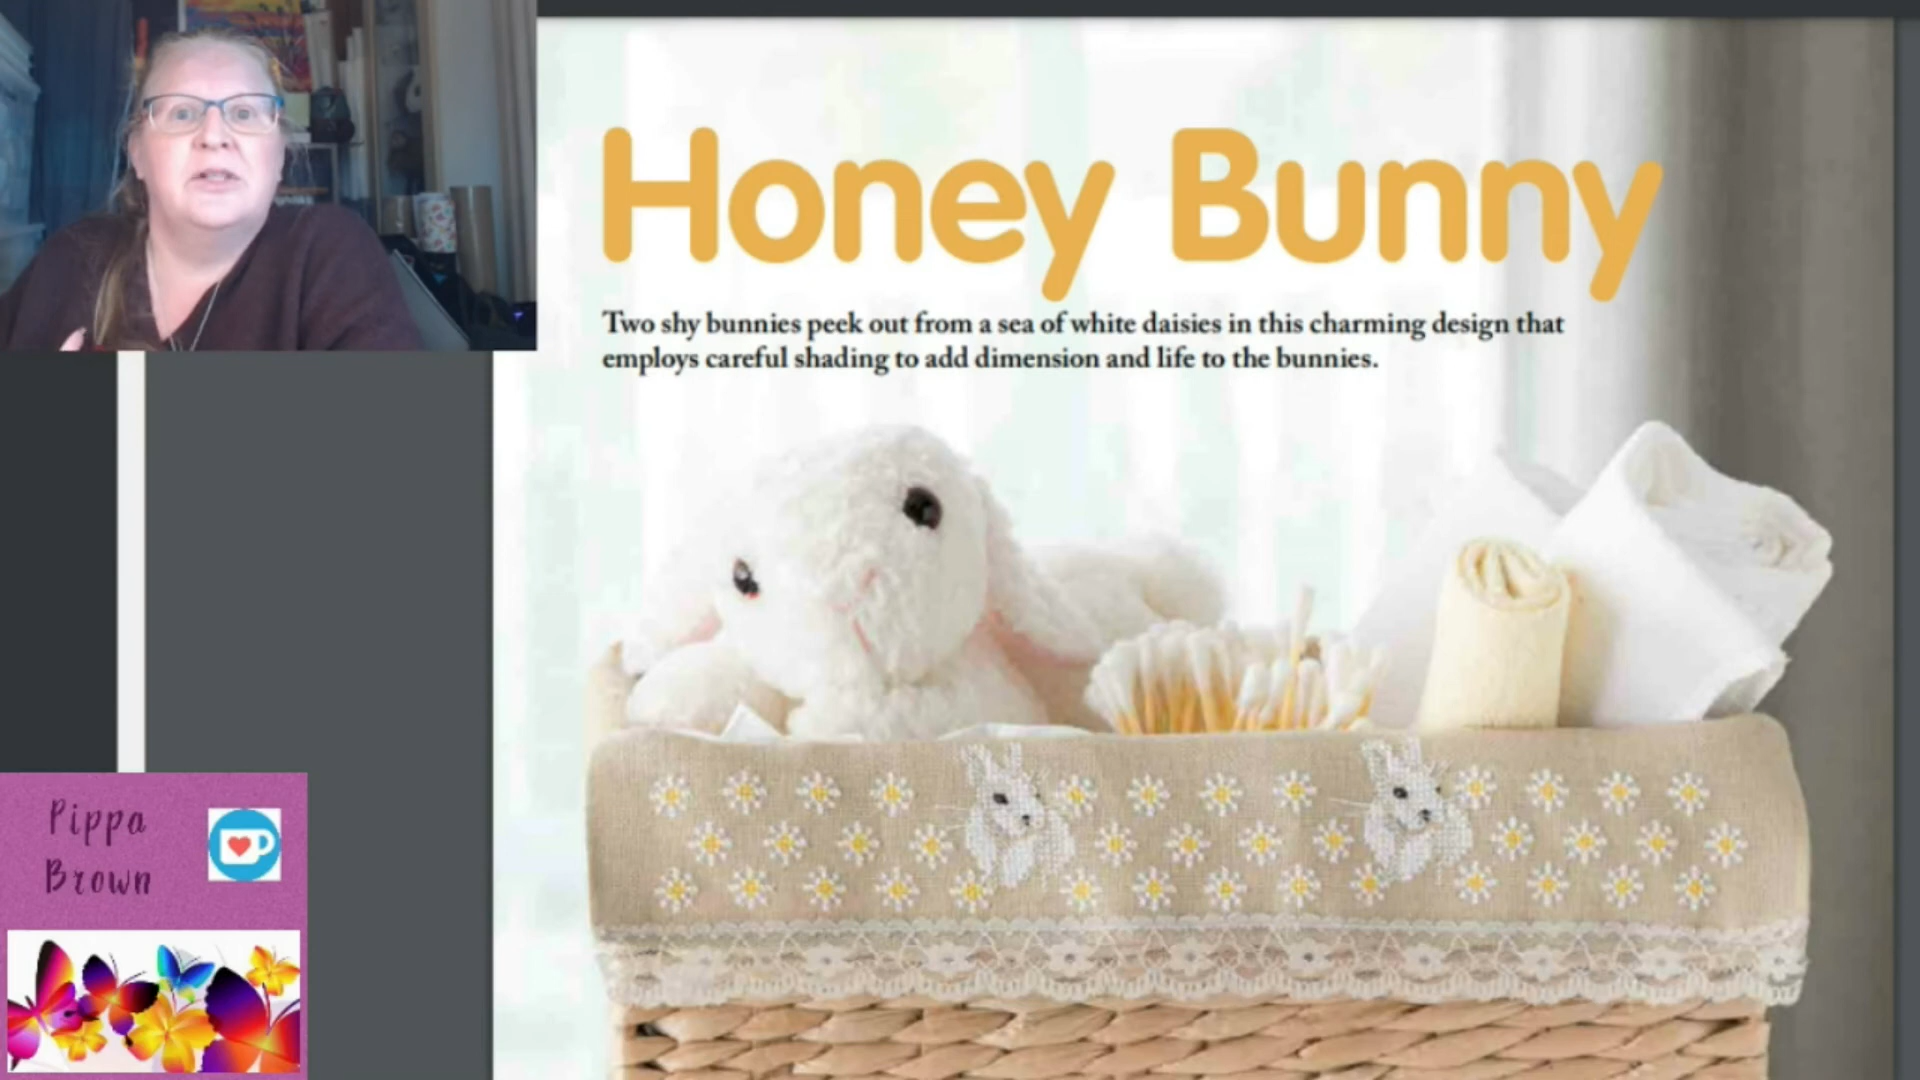 Honey Bunny
Two shy bunnies peek out from a sea of white daisies in this charming design that
employs careful shading to add dimension and life to the bunnies.
Pippa
Brown